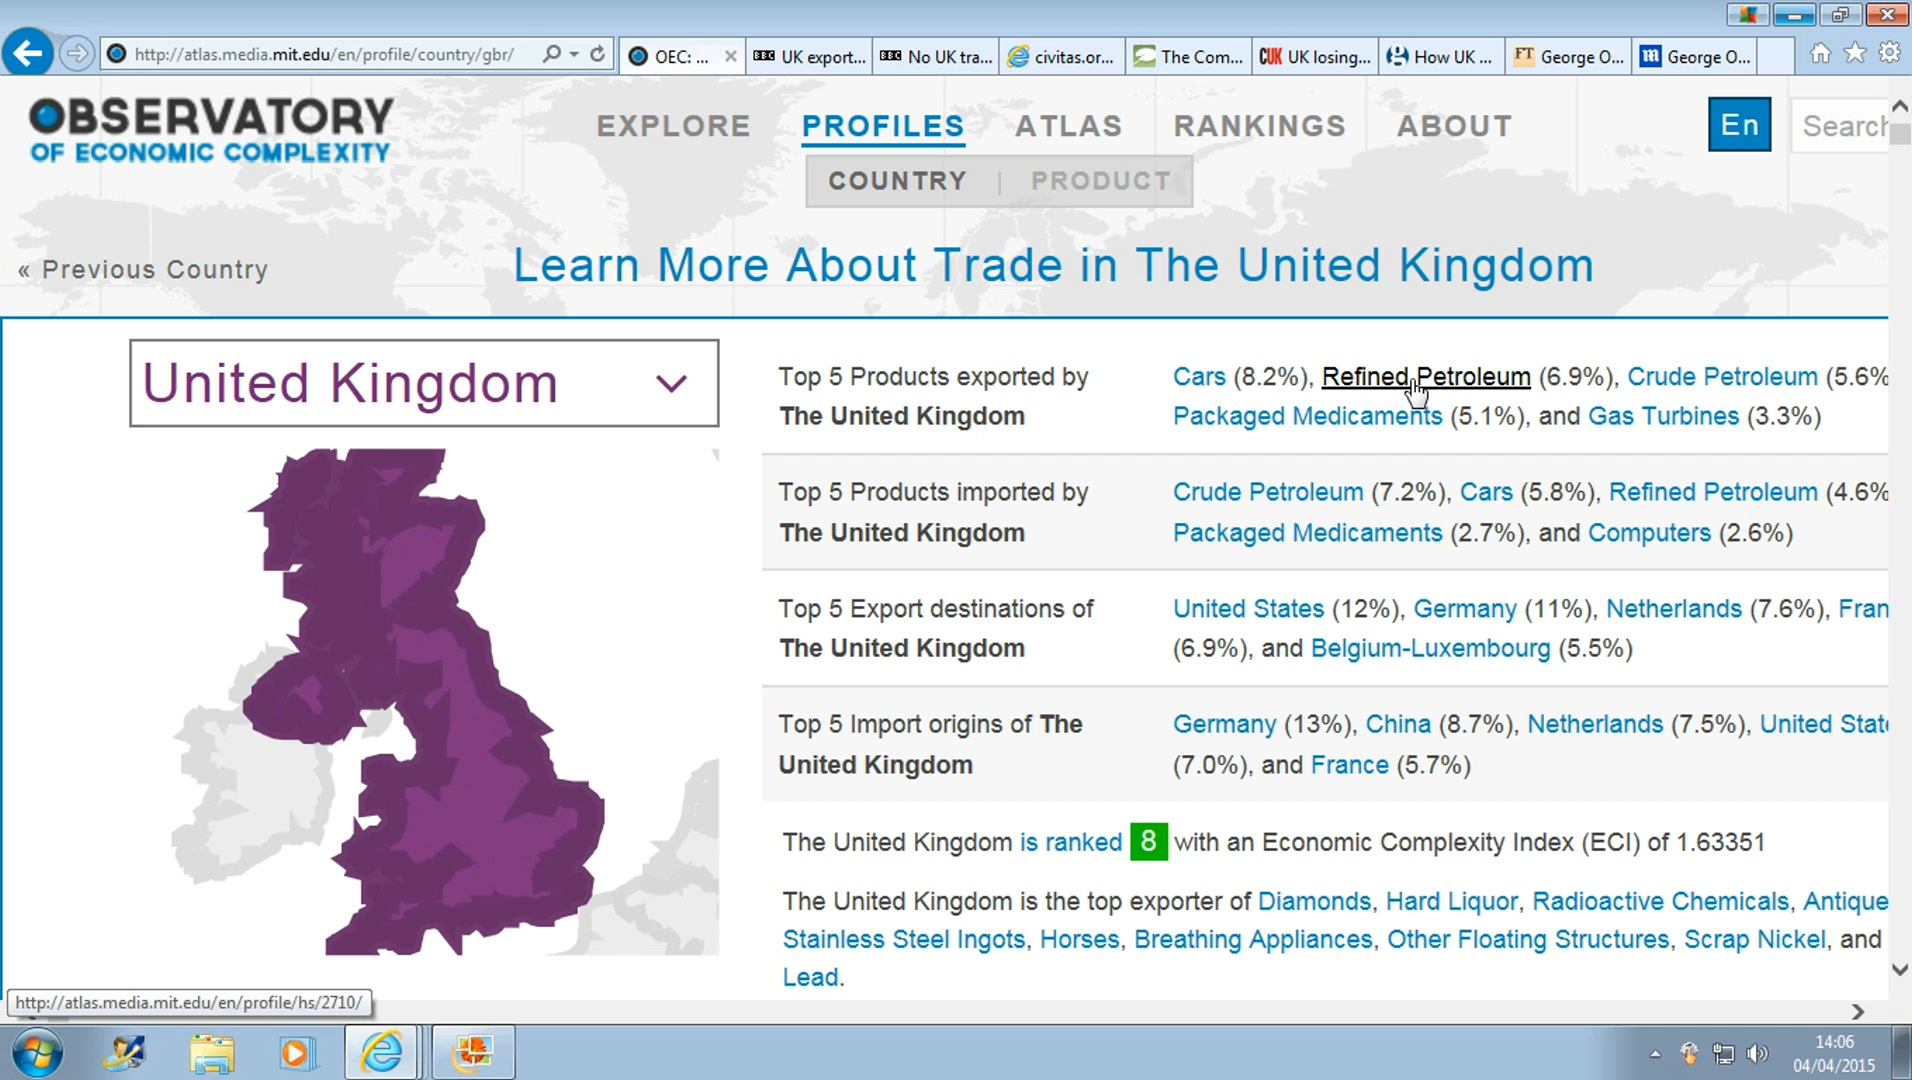 http://atlas.media.mit.edu/en/profile/country/gbr/
OEC: ...
BBC UK export...
BBC No UK tra...
civitas.or...
The Com...
CUK UK losing...
How UK ...
FT George O...
m George O...
OBSERVATORY
OF ECONOMIC COMPLEXITY
EXPLORE PROFILES ATLAS RANKINGS ABOUT
En
Search
COUNTRY | PRODUCT
« Previous Country
Learn More About Trade in The United Kingdom
United Kingdom
Top 5 Products exported by
The United Kingdom
Cars (8.2%), Refined Petroleum (6.9%), Crude Petroleum (5.6%
Packaged Medicaments (5.1%), and Gas Turbines (3.3%)
Top 5 Products imported by
The United Kingdom
Crude Petroleum (7.2%), Cars (5.8%), Refined Petroleum (4.6%
Packaged Medicaments (2.7%), and Computers (2.6%)
Top 5 Export destinations of
The United Kingdom
United States (12%), Germany (11%), Netherlands (7.6%), Fran
(6.9%), and Belgium-Luxembourg (5.5%)
Top 5 Import origins of The
United Kingdom
Germany (13%), China (8.7%), Netherlands (7.5%), United State
(7.0%), and France (5.7%)
The United Kingdom is ranked 8 with an Economic Complexity Index (ECI) of 1.63351
The United Kingdom is the top exporter of Diamonds, Hard Liquor, Radioactive Chemicals, Antique
Stainless Steel Ingots, Horses, Breathing Appliances, Other Floating Structures, Scrap Nickel, and
Lead.
http://atlas.media.mit.edu/en/profile/hs/2710/
14:06
04/04/2015